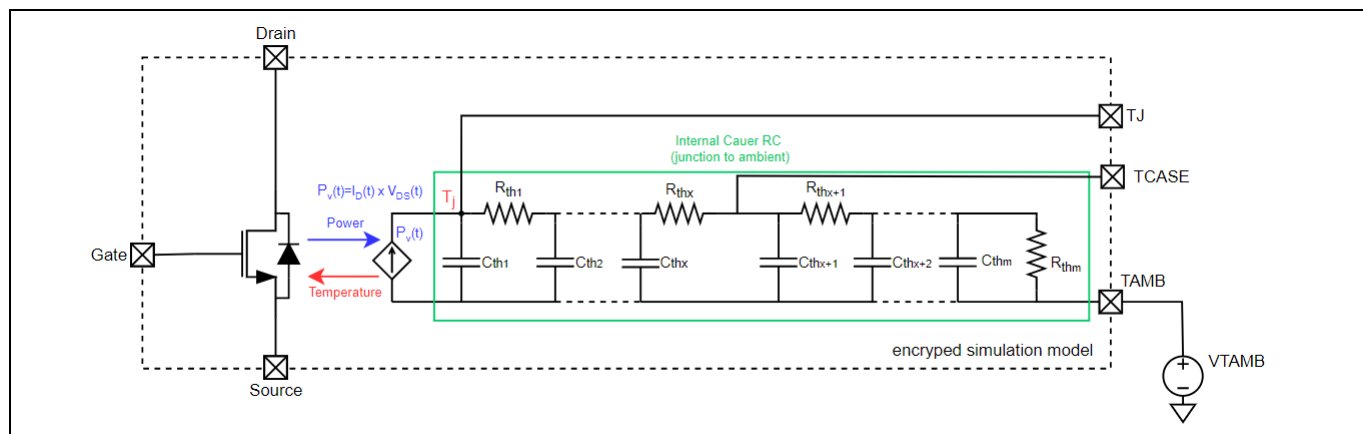 Drain
TJ
Internal Cauer RC
(junction to ambient)
TCASE
Pv(t)=ID(t) x VDS(t)
Tj
Rth1
Rthx
Rthx+1
Power
Pv(t)
Gate
Cth1
Cth2
Cthx
Cthx+1
Cthx+2
Cthm
Rthm
Temperature
TAMB
encryped simulation model
VTAMB
Source